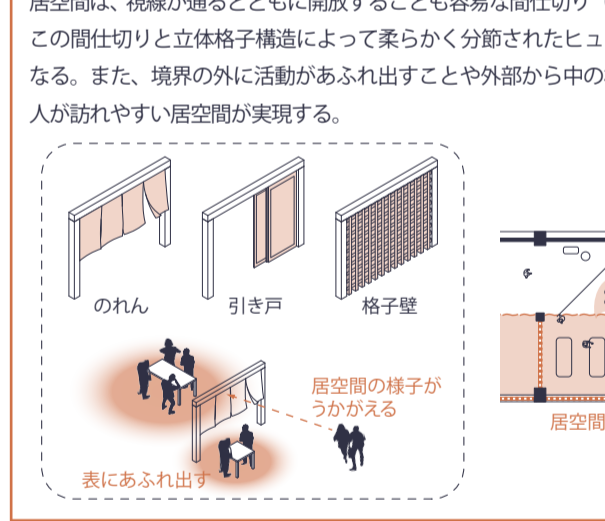 居空間は、視線が通るとともに開放することも容易な間仕切り
この間仕切りと立体格子構造によって柔らかく分節されたヒュ
なる。また、境界の外に活動があふれ出すことや外部から中の
人が訪れやすい居空間が実現する。
のれん
引き戸
格子壁
居空間の様子が
うかがえる
表にあふれ出す
居空間